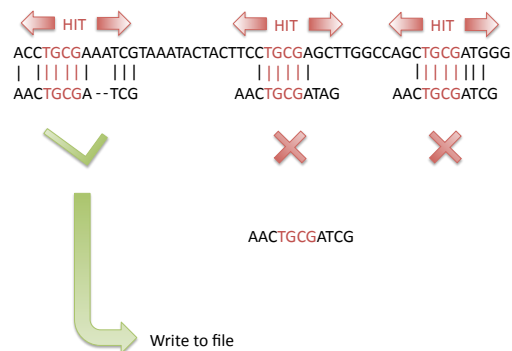 HIT HIT HIT
ACCTGCGAAATCGTAAATACTACTTCCTGCGAGCTTGGCCAGCTGCGATGGG
AACTGCGA--TCG AACTGCGATAG AACTGCGATCG
AACTGCGATCG
Write to file